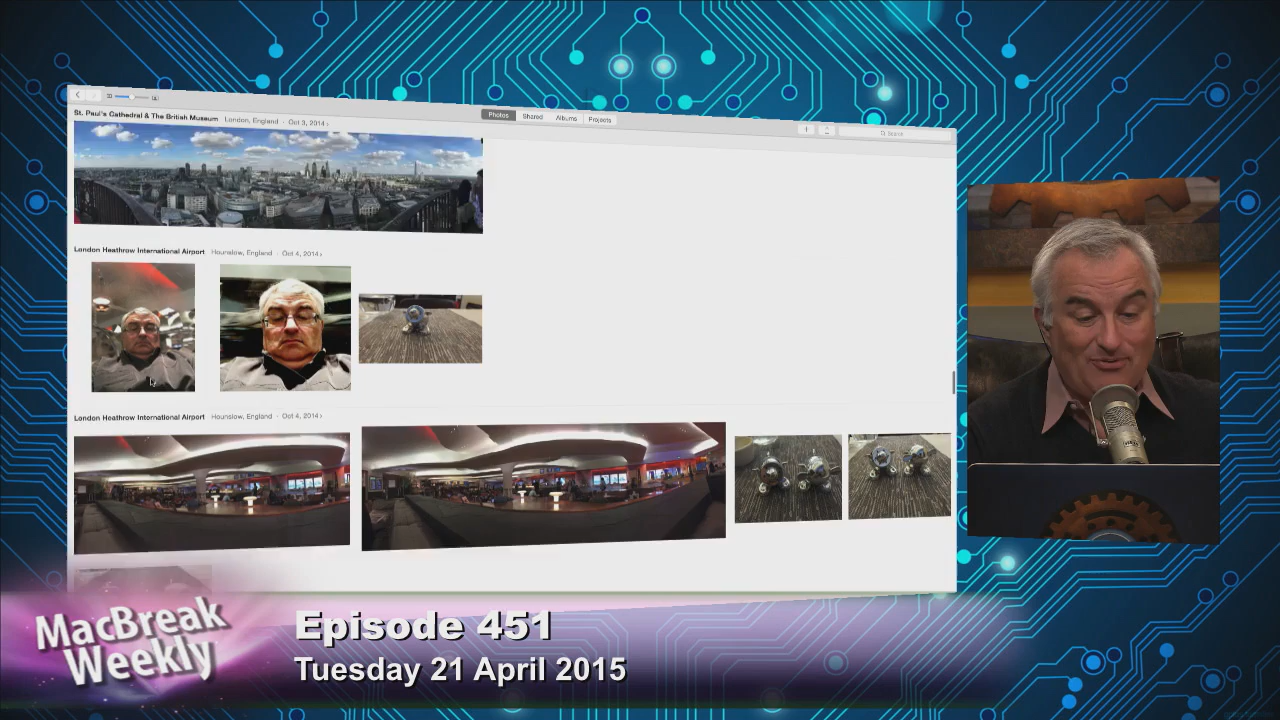 Photos Shared Albums Projects
Search
St. Paul's Cathedral & The British Museum London, England · Oct 3, 2014 ›
London Heathrow International Airport Hounslow, England · Oct 4, 2014 ›
London Heathrow International Airport Hounslow, England · Oct 4, 2014 ›
MacBreak
Weekly
Episode 451
Tuesday 21 April 2015